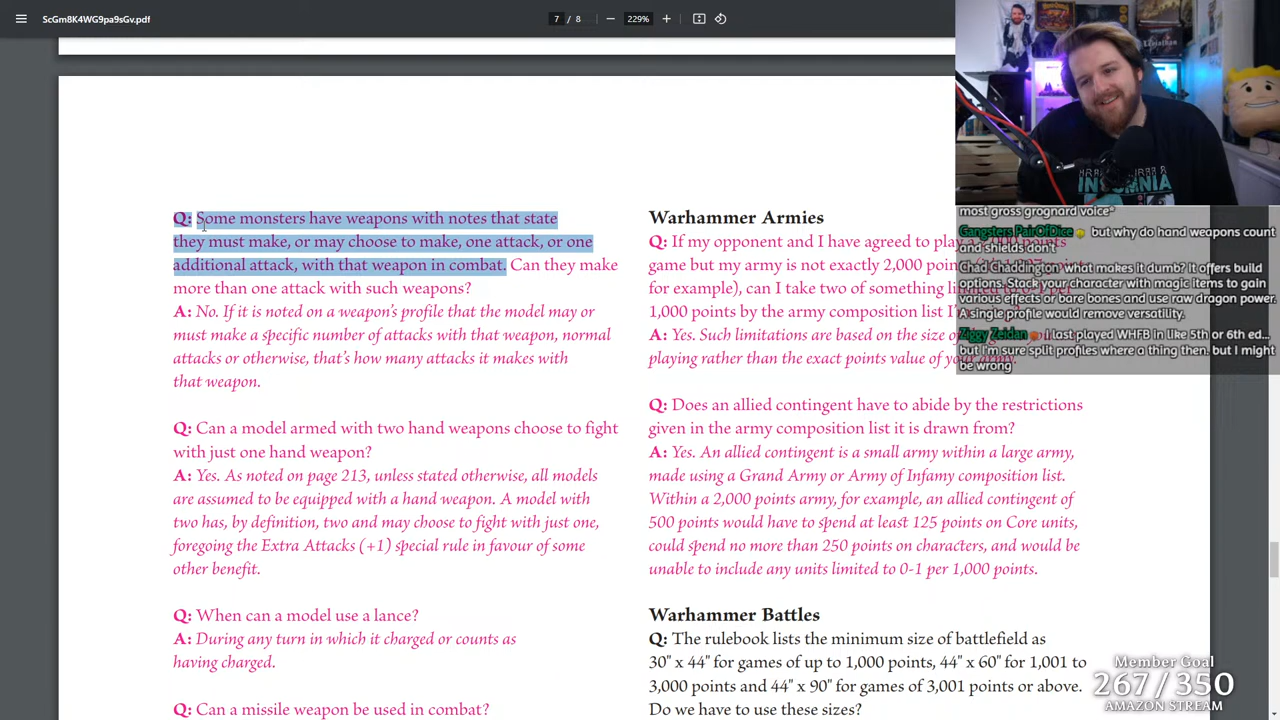 ScGm8K4WG9pa9sGv.pdf
7 / 8
229%
Q: Some monsters have weapons with notes that state
they must make, or may choose to make, one attack, or one
additional attack, with that weapon in combat. Can they make
more than one attack with such weapons?
A: No. If it is noted on a weapon's profile that the model may or
must make a specific number of attacks with that weapon, normal
attacks or otherwise, that's how many attacks it makes with
that weapon.
Q: Can a model armed with two hand weapons choose to fight
with just one hand weapon?
A: Yes. As noted on page 213, unless stated otherwise, all models
are assumed to be equipped with a hand weapon. A model with
two has, by definition, two and may choose to fight with just one,
foregoing the Extra Attacks (+1) special rule in favour of some
other benefit.
Q: When can a model use a lance?
A: During any turn in which it charged or counts as
having charged.
Q: Can a missile weapon be used in combat?
Warhammer Armies
Q: If my opponent and I have agreed to play a points
game but my army is not exactly 2,000
for example), can I take two of something per
1,000 points by the army composition list
A: Yes. Such limitations are based on the size
playing rather than the exact points value of your army.
Q: Does an allied contingent have to abide by the restrictions
given in the army composition list it is drawn from?
A: Yes. An allied contingent is a small army within a large army,
made using a Grand Army or Army of Infamy composition list.
Within a 2,000 points army, for example, an allied contingent of
500 points would have to spend at least 125 points on Core units,
could spend no more than 250 points on characters, and would be
unable to include any units limited to 0-1 per 1,000 points.
Warhammer Battles
Q: The rulebook lists the minimum size of battlefield as
30" x 44" for games of up to 1,000 points, 44" x 60" for 1,001 to
3,000 points and 44" x 90" for games of 3,001 points or above.
Do we have to use these sizes?
Leviathan
INSOMNIA
most gross grognard voice*
Gangsters PairOfDice but why do hand weapons count
and shields don't
Chad Chaddington what makes it dumb? it offers build
options. Stack your character with magic items to gain
various effects or bare bones and use raw dragon power.
A single profile would remove versatility.
Ziggy Zeidan i last played WHFB in like 5th or 6th ed...
but I'm sure split profiles where a thing then. but I might
be wrong
Member Goal
267 / 350
AMAZON STREAM